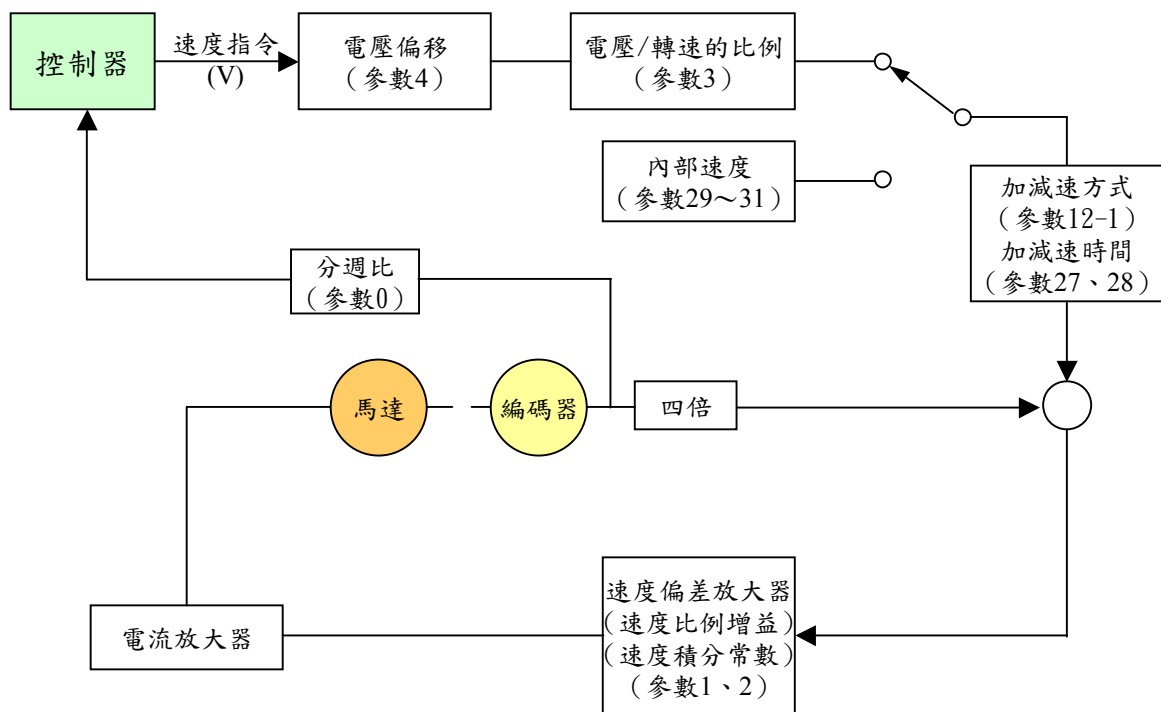 控制器
速度指令
(V)
電壓偏移
（參數4）
電壓/轉速的比例
（參數3）
內部速度
（參數29～31）
加減速方式
（參數12-1）
加減速時間
（參數27、28）
分週比
（參數0）
馬達
編碼器
四倍
電流放大器
速度偏差放大器
(速度比例增益)
(速度積分常數)
（參數1、2）